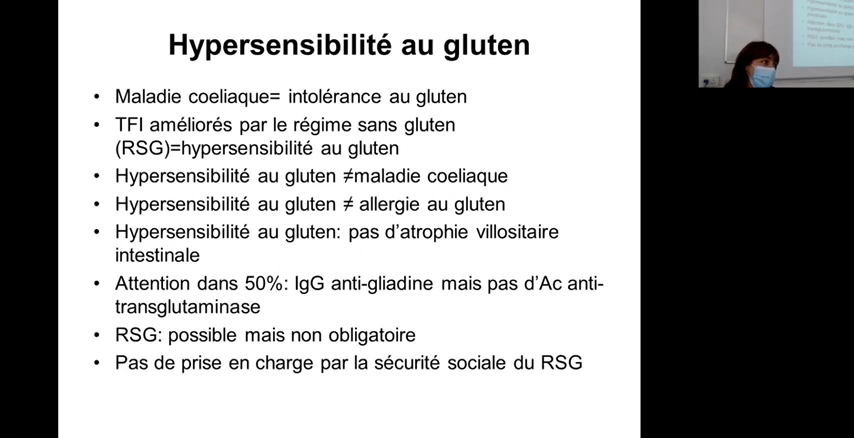 Hypersensibilité au gluten
• Maladie coeliaque= intolérance au gluten
• TFI améliorés par le régime sans gluten
(RSG)=hypersensibilité au gluten
• Hypersensibilité au gluten ≠maladie coeliaque
• Hypersensibilité au gluten ≠ allergie au gluten
• Hypersensibilité au gluten: pas d’atrophie villositaire
intestinale
• Attention dans 50%: IgG anti-gliadine mais pas d’Ac anti-
transglutaminase
• RSG: possible mais non obligatoire
• Pas de prise en charge par la sécurité sociale du RSG